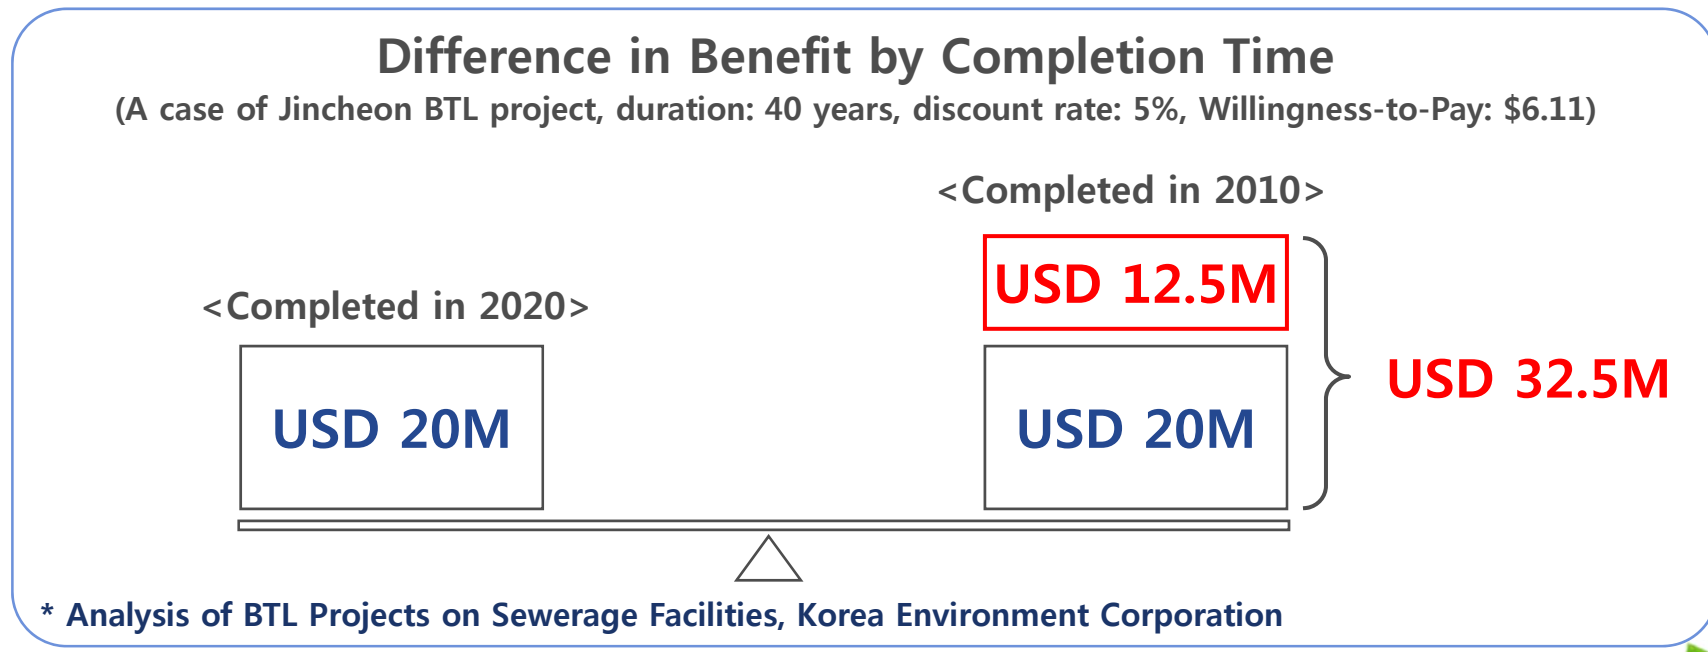 Difference in Benefit by Completion Time
(A case of Jincheon BTL project, duration: 40 years, discount rate: 5%, Willingness-to-Pay: $6.11)
<Completed in 2010>
USD 12.5M
<Completed in 2020>
USD 32.5M
USD 20M
USD 20M
* Analysis of BTL Projects on Sewerage Facilities, Korea Environment Corporation